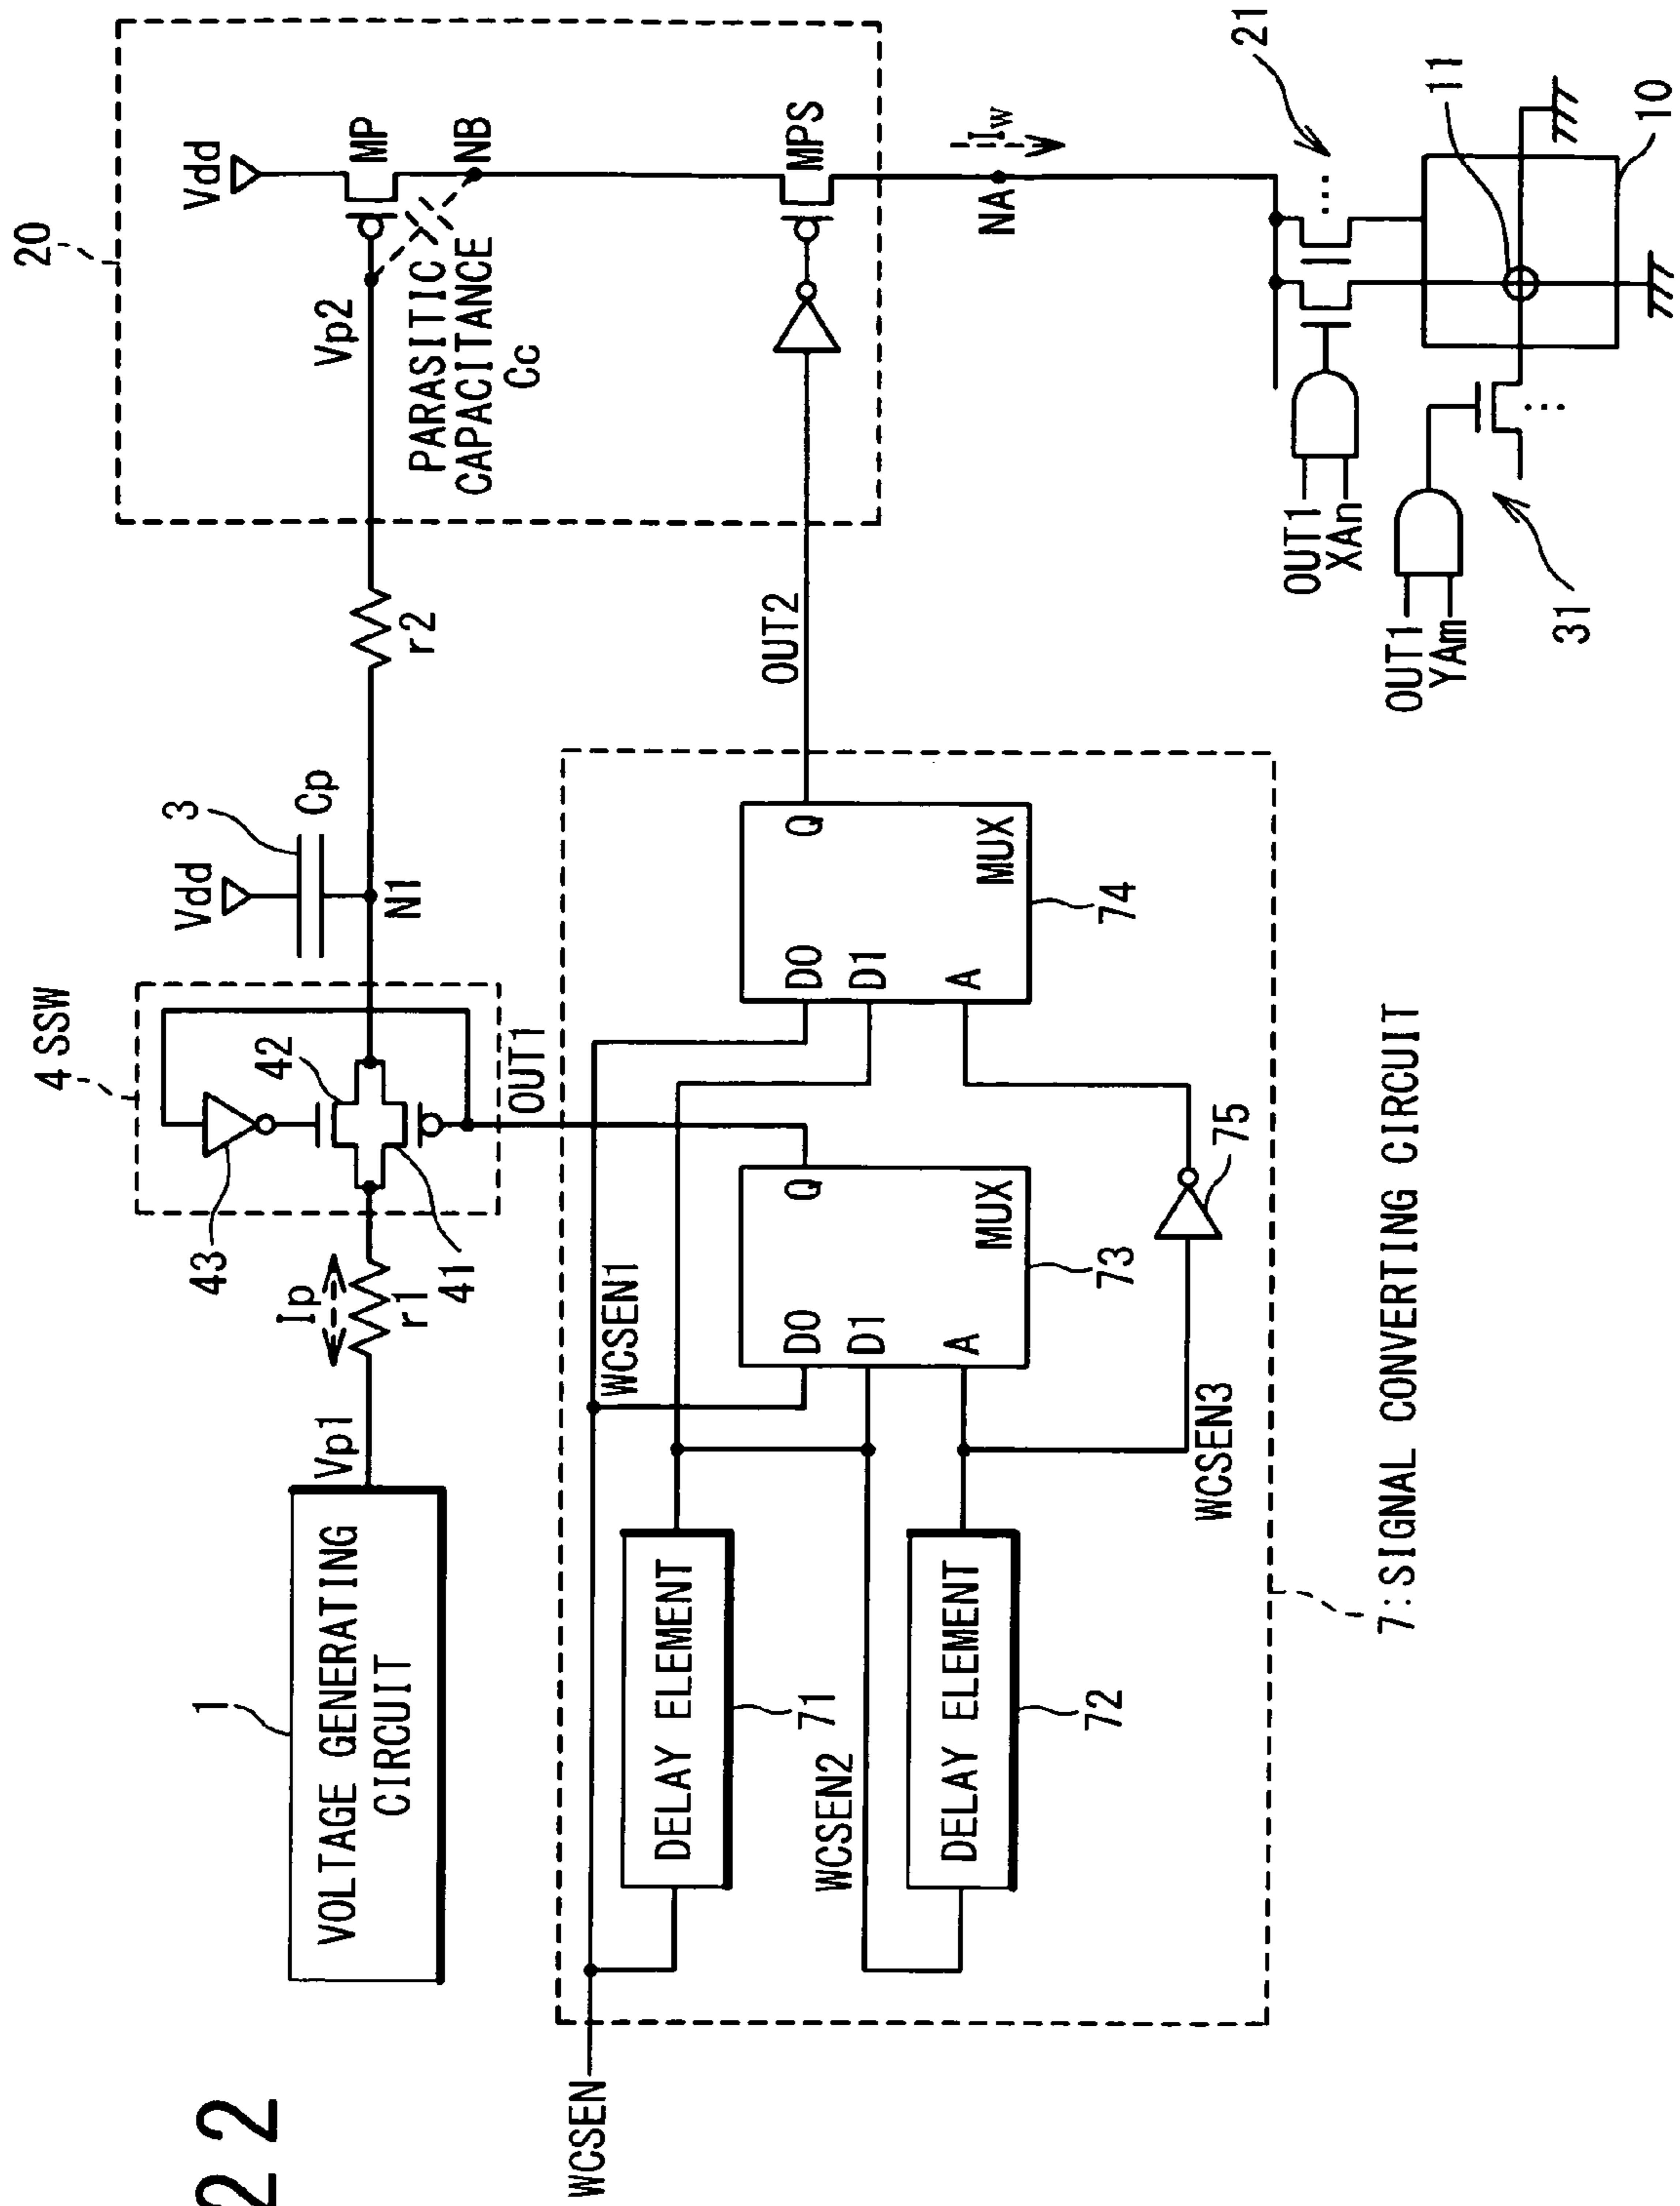 22
1
VOLTAGE GENERATING
CIRCUIT
Vp1
Ip
r1
43
41
42
4 SSW
OUT1
Vdd
3
Cp
N1
r2
20
Vdd
MP
NB
Vp2
PARASITIC
CAPACITANCE
Cc
MPS
NA
Iw
OUT2
21
...
11
10
OUT1
XAn
OUT1
YAm
...
31
WCSEN
WCSEN1
DELAY ELEMENT
71
WCSEN2
DELAY ELEMENT
72
WCSEN3
D0
D1
A
Q
MUX
73
75
D0
D1
A
Q
MUX
74
7:SIGNAL CONVERTING CIRCUIT